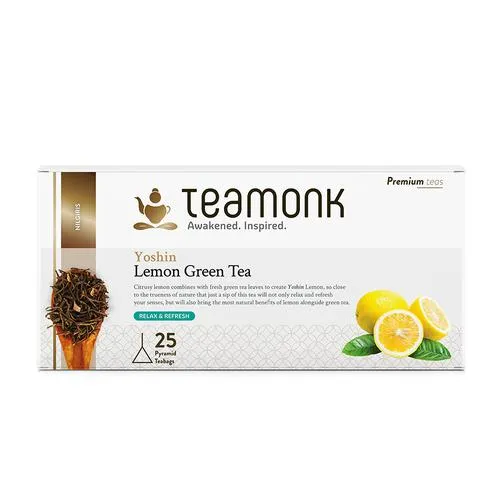 Premium teas
NILGIRIS
TEAMONK
Awakened. Inspired.
Yoshin
Lemon Green Tea
Citrusy lemon combines with fresh green tea leaves to create Yoshin Lemon, so close
to the trueness of nature that just a sip of this tea will not only relax and refresh
your senses, but will also bring the most natural benefits of lemon alongside green tea.
RELAX & REFRESH
25
Pyramid
Teabags